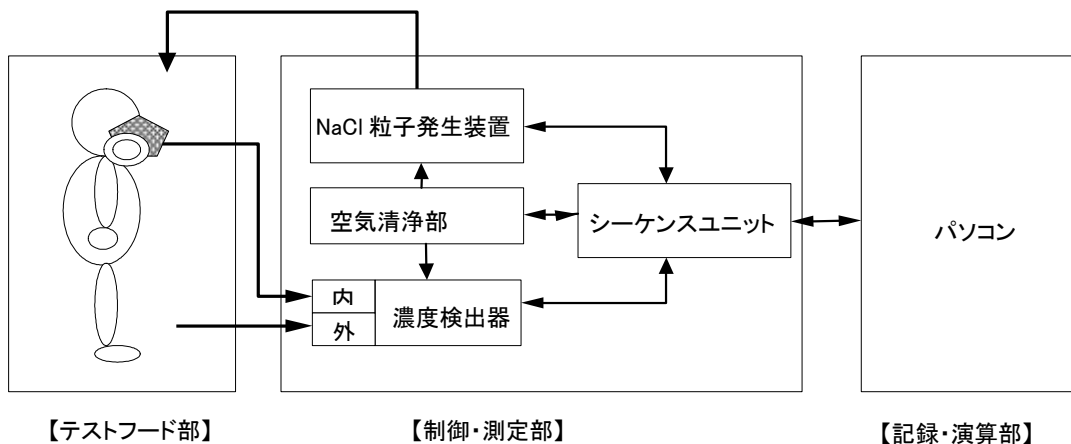 NaCl 粒子発生装置
空気清浄部
シーケンスユニット
パソコン
内
外
濃度検出器
【テストフード部】
【制御・測定部】
【記録・演算部】